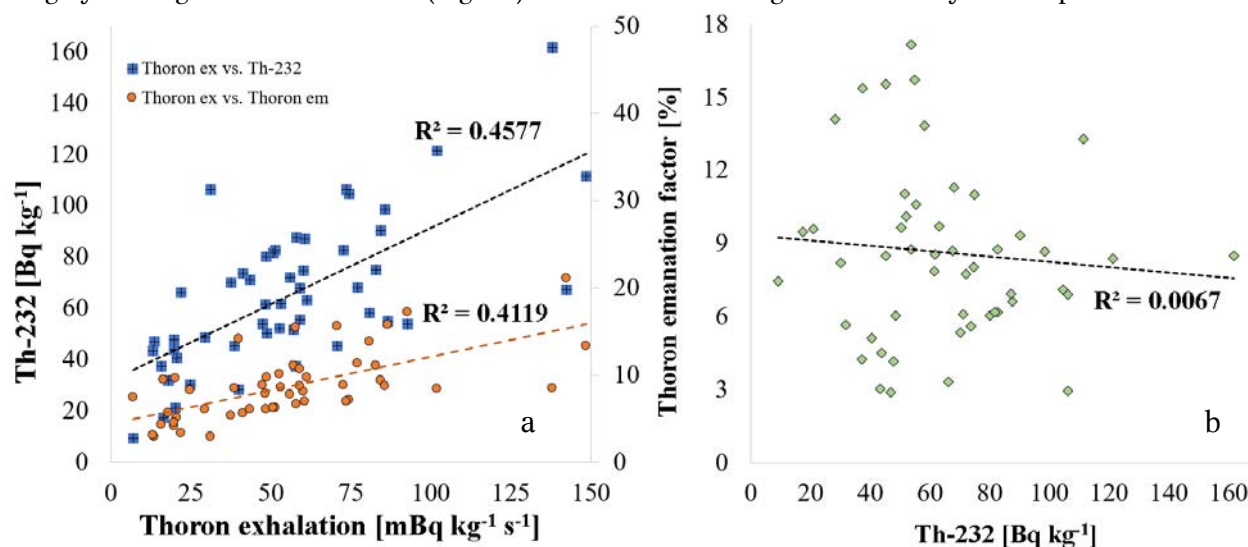 Th-232 [Bq kg⁻¹]
160
140
120
100
80
60
40
20
0
Thoron ex vs. Th-232
Thoron ex vs. Thoron em
R² = 0.4577
R² = 0.4119
a
50
40
30
20
10
0
0 25 50 75 100 125 150
Thoron exhalation [mBq kg⁻¹ s⁻¹]
Thoron emanation factor [%]
18
15
12
9
6
3
0
R² = 0.0067
b
0 20 40 60 80 100 120 140 160
Th-232 [Bq kg⁻¹]